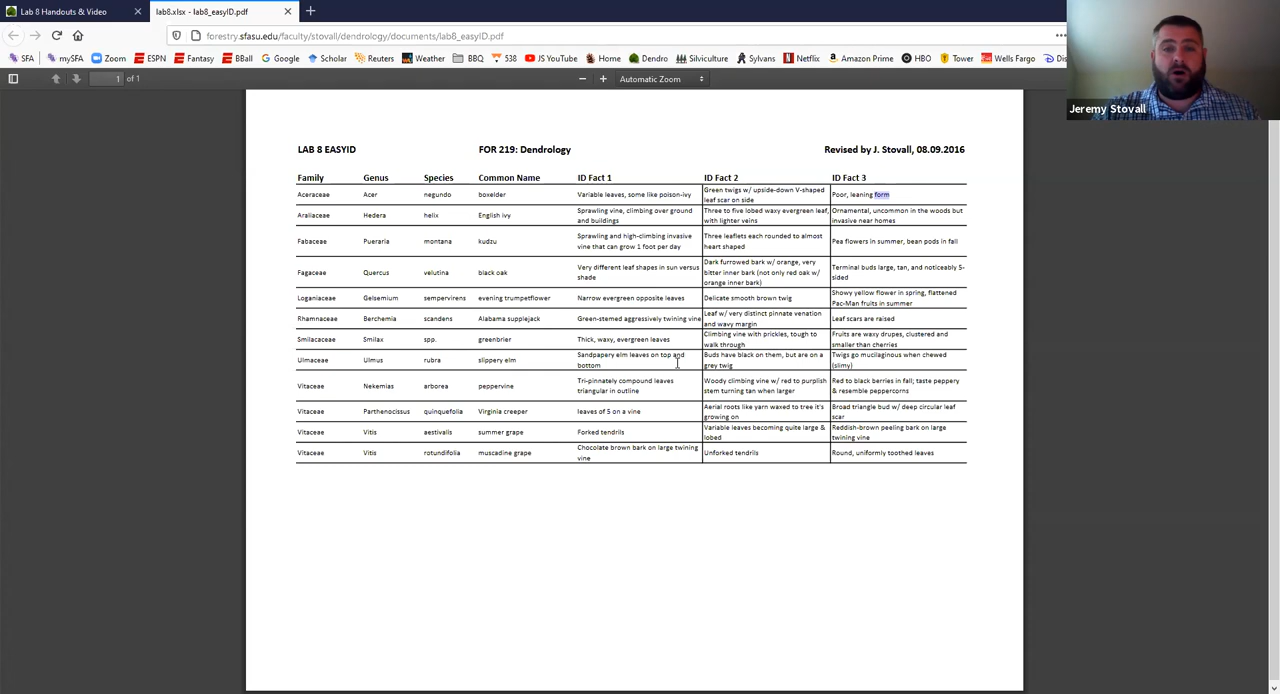 Lab 8 Handouts & Video
lab8.xlsx - lab8_easyID.pdf
forestry.sfasu.edu/faculty/stovall/dendrology/documents/lab8_easyID.pdf
SFA mySFA Zoom ESPN Fantasy BBall Google Scholar Reuters Weather BBQ 538 JS YouTube Home Dendro Silviculture Sylvans Netflix Amazon Prime HBO Tower Wells Fargo Dis
1 of 1 Automatic Zoom
Jeremy Stovall
LAB 8 EASYID FOR 219: Dendrology Revised by J. Stovall, 08.09.2016
Family Genus Species Common Name ID Fact 1 ID Fact 2 ID Fact 3
Aceraceae Acer negundo boxelder Variable leaves, some like poison-ivy Green twigs w/ upside-down V-shaped
leaf scar on side Poor, leaning form
Araliaceae Hedera helix English ivy Sprawling vine, climbing over ground
and buildings Three to five lobed waxy evergreen leaf,
with lighter veins Ornamental, uncommon in the woods but
invasive near homes
Fabaceae Pueraria montana kudzu Sprawling and high-climbing invasive
vine that can grow 1 foot per day Three leaflets each rounded to almost
heart shaped Pea flowers in summer, bean pods in fall
Fagaceae Quercus velutina black oak Very different leaf shapes in sun versus
shade Dark furrowed bark w/ orange, very
bitter inner bark (not only red oak w/
orange inner bark) Terminal buds large, tan, and noticeably 5-
sided
Loganiaceae Gelsemium sempervirens evening trumpetflower Narrow evergreen opposite leaves Delicate smooth brown twig Showy yellow flower in spring, flattened
Pac-Man fruits in summer
Rhamnaceae Berchemia scandens Alabama supplejack Green-stemed aggressively twining vine Leaf w/ very distinct pinnate venation
and wavy margin Leaf scars are raised
Smilacaceae Smilax spp. greenbrier Thick, waxy, evergreen leaves Climbing vine with prickles, tough to
walk through Fruits are waxy drupes, clustered and
smaller than cherries
Ulmaceae Ulmus rubra slippery elm Sandpapery elm leaves on top and
bottom Buds have black on them, but are on a
grey twig Twigs go mucilaginous when chewed
(slimy)
Vitaceae Nekemias arborea peppervine Tri-pinnately compound leaves
triangular in outline Woody climbing vine w/ red to purplish
stem turning tan when larger Red to black berries in fall; taste peppery
& resemble peppercorns
Vitaceae Parthenocissus quinquefolia Virginia creeper leaves of 5 on a vine Aerial roots like yarn waxed to tree it's
growing on Broad triangle bud w/ deep circular leaf
scar
Vitaceae Vitis aestivalis summer grape Forked tendrils Variable leaves becoming quite large &
lobed Reddish-brown peeling bark on large
twining vine
Vitaceae Vitis rotundifolia muscadine grape Chocolate brown bark on large twining
vine Unforked tendrils Round, uniformly toothed leaves